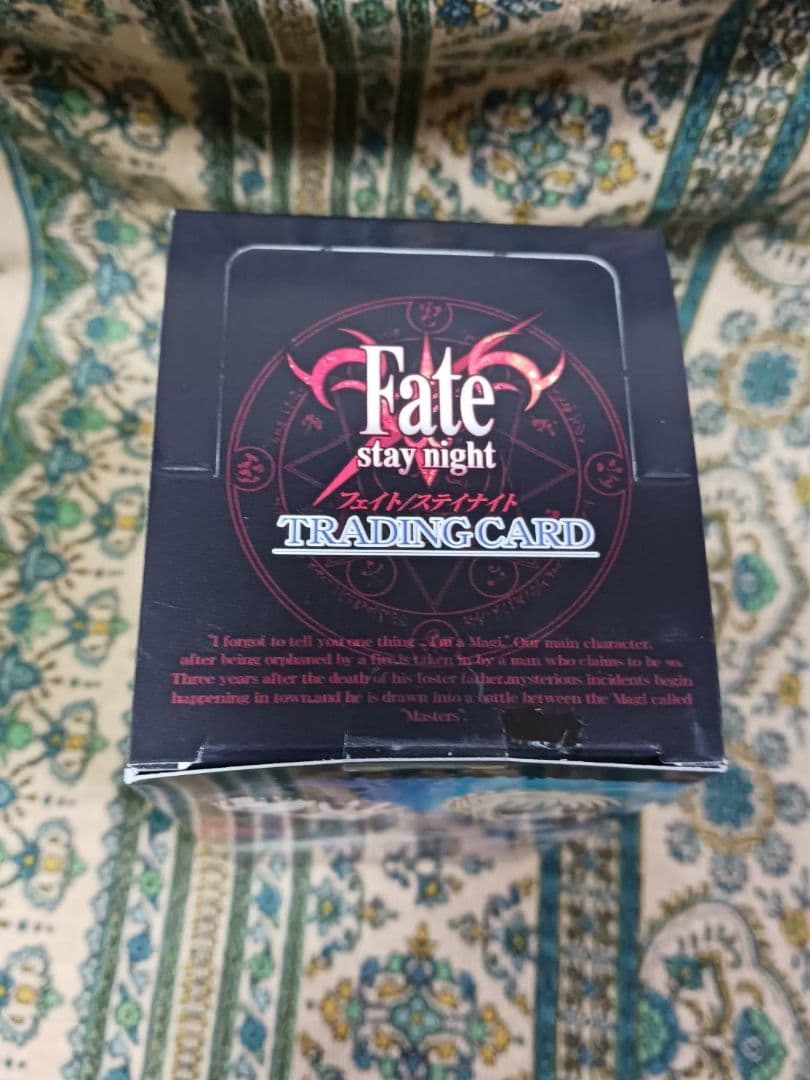 Fate
stay night
フェイト/ステイナイト
TRADING CARD
"I forgot to tell you one thing...I'm a Magi." Our main character,
after being orphaned by a fire,is taken in by a man who claims to be so.
Three years after the death of his foster father,mysterious incidents begin
happening in town,and he is drawn into a battle between the Magi called
"Masters".